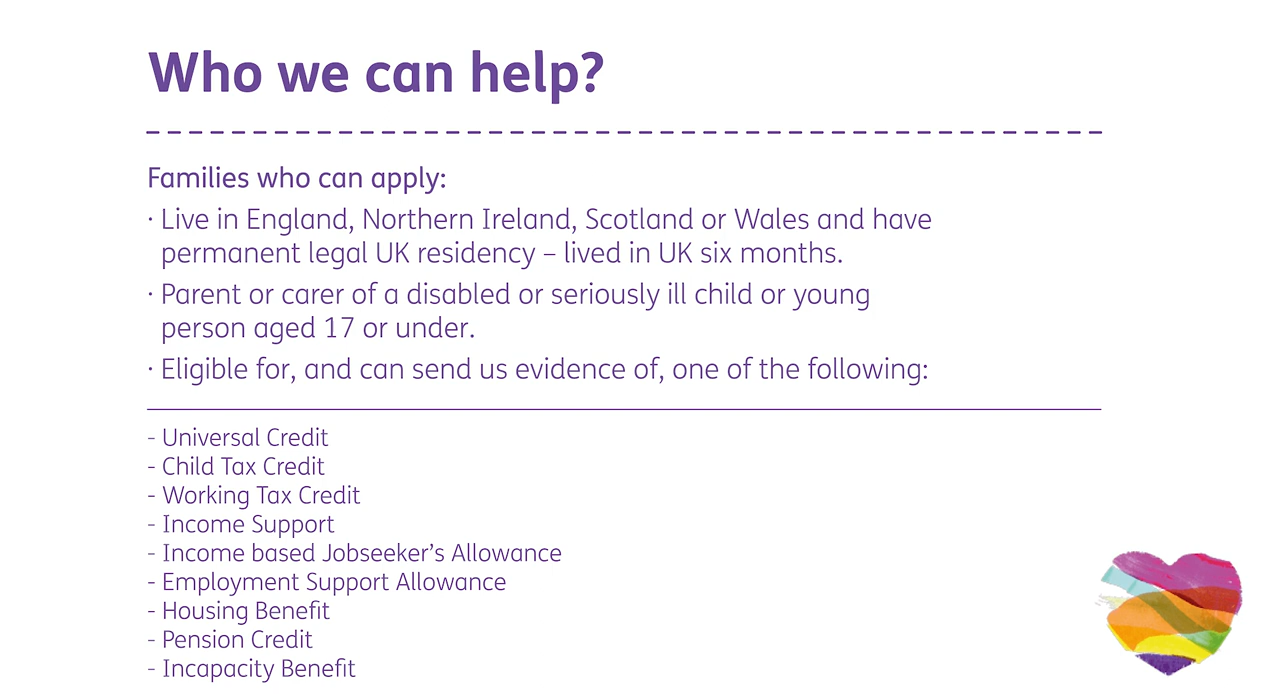 Who we can help?
Families who can apply:
· Live in England, Northern Ireland, Scotland or Wales and have
permanent legal UK residency – lived in UK six months.
· Parent or carer of a disabled or seriously ill child or young
person aged 17 or under.
· Eligible for, and can send us evidence of, one of the following:
- Universal Credit
- Child Tax Credit
- Working Tax Credit
- Income Support
- Income based Jobseeker’s Allowance
- Employment Support Allowance
- Housing Benefit
- Pension Credit
- Incapacity Benefit